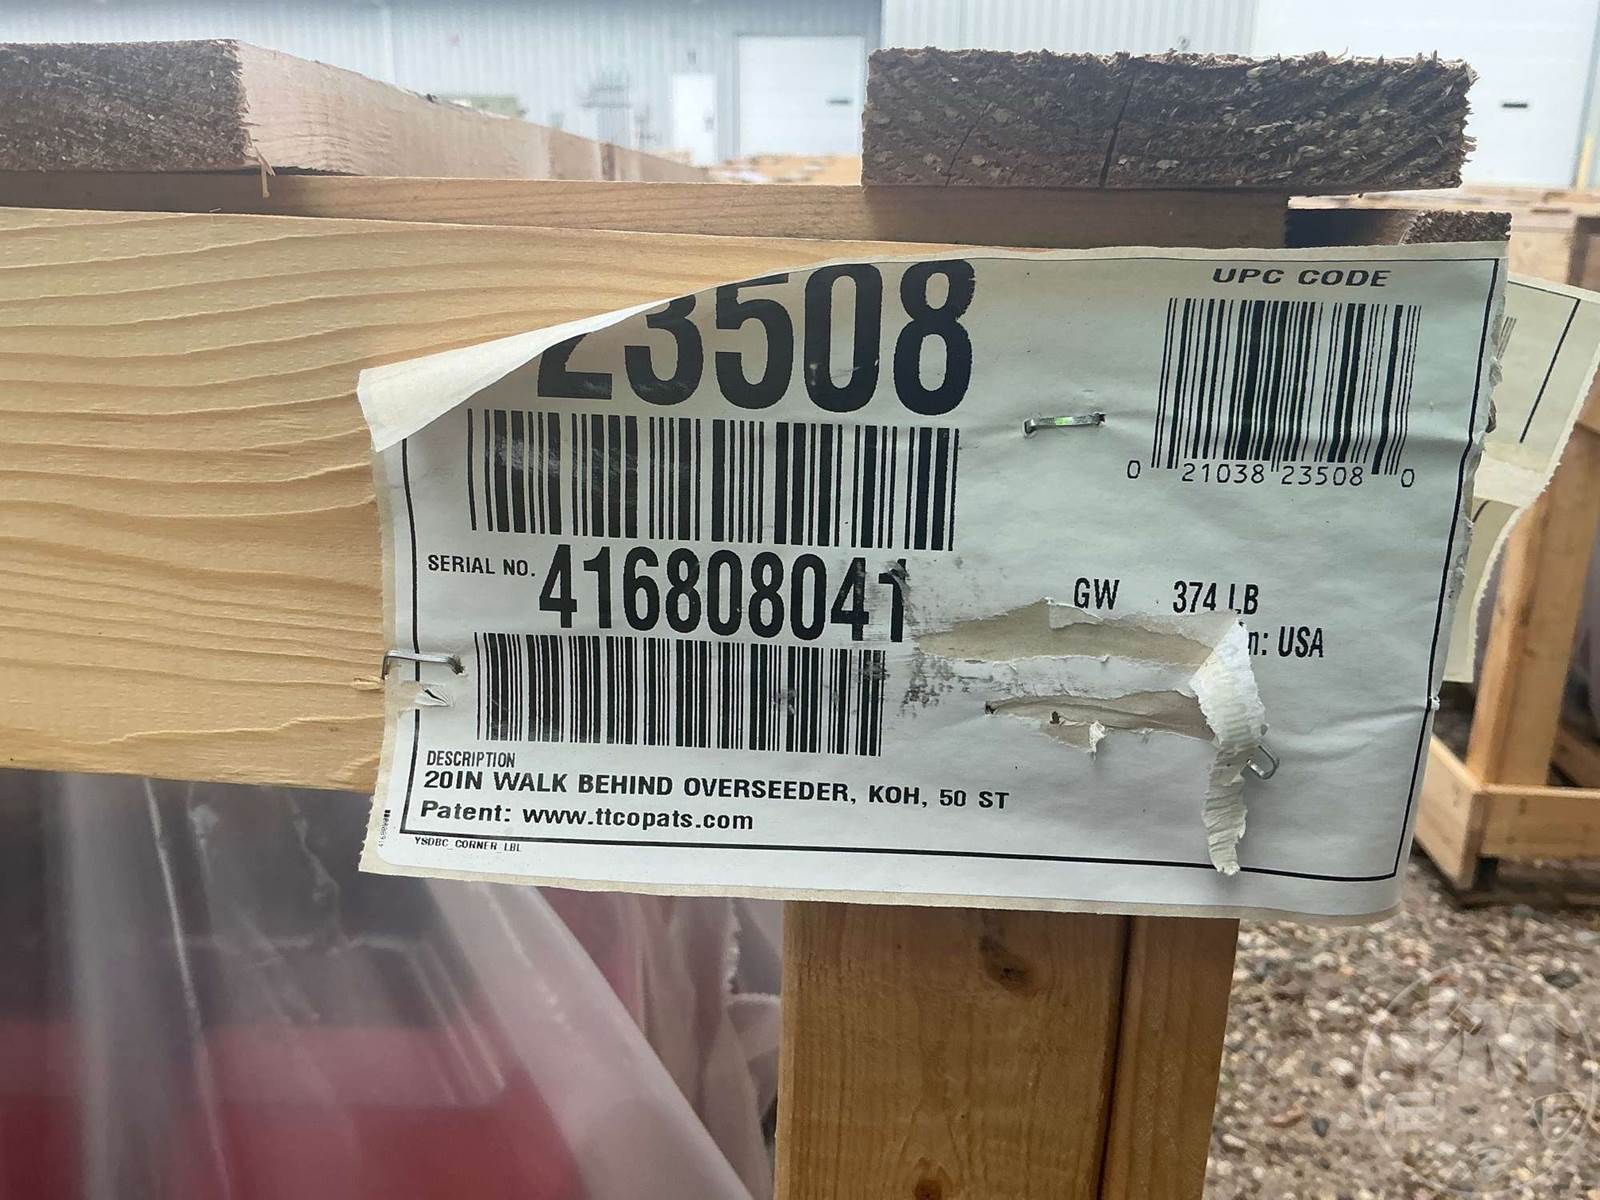 23508
UPC CODE
0 21038 23508 0
SERIAL NO. 416808041
GW 374 LB
USA
DESCRIPTION
20IN WALK BEHIND OVERSEEDER, KOH, 50 ST
Patent: www.ttcopats.com
YSDBC_CORNER_LBL